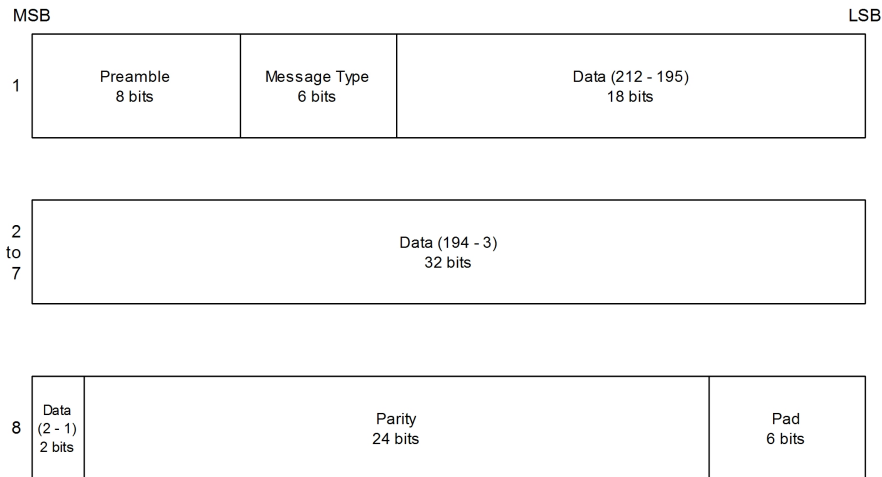 MSB LSB
1
Preamble
8 bits
Message Type
6 bits
Data (212 - 195)
18 bits
2
to
7
Data (194 - 3)
32 bits
8
Data
(2 - 1)
2 bits
Parity
24 bits
Pad
6 bits